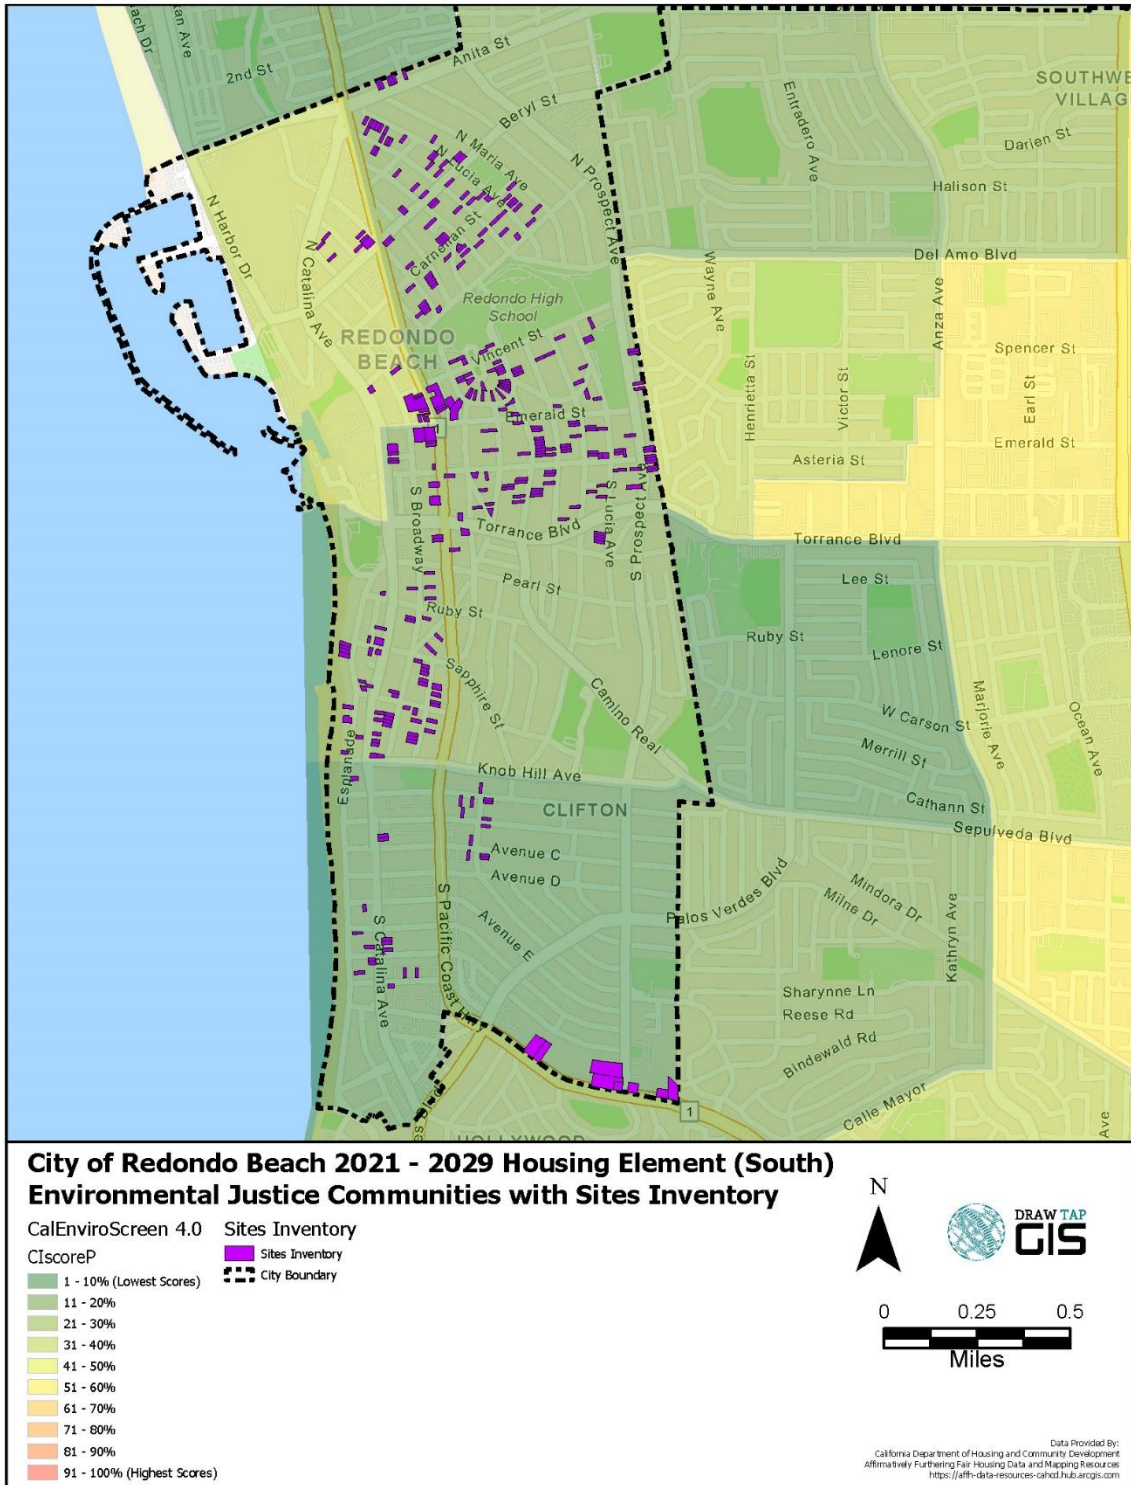 each Dr
2nd St
Anita St
Beryl St
N Maria Ave
N Lucia Ave
N Prospect Ave
Entradero Ave
SOUTHWE
VILLAG
Darien St
Halison St
N Harbor Dr
N Catalina Ave
Carnelian St
Del Amo Blvd
Wayne Ave
Anza Ave
Redondo High
School
REDONDO
BEACH
Vincent St
Spencer St
Henrietta St
Victor St
Earl St
Emerald St
Emerald St
1
Asteria St
S Broadway
Torrance Blvd
S Prospect Ave
Torrance Blvd
Pearl St
Lee St
Ruby St
Ruby St
Lenore St
Sapphire St
Camino Real
W Carson St
Marjorie Ave
Ocean Ave
Merrill St
Esplanade
Knob Hill Ave
CLIFTON
Cathann St
Sepulveda Blvd
Avenue C
Avenue D
Palos Verdes Blvd
Mindora Dr
Milne Dr
S Catalina Ave
S Pacific Coast Hwy
Avenue E
Kathryn Ave
Sharynne Ln
Reese Rd
Bindewald Rd
Calle Mayor
1
Ave
HOLLYWOOD
City of Redondo Beach 2021 - 2029 Housing Element (South)
Environmental Justice Communities with Sites Inventory
CalEnviroScreen 4.0
CIscoreP
1 - 10% (Lowest Scores)
11 - 20%
21 - 30%
31 - 40%
41 - 50%
51 - 60%
61 - 70%
71 - 80%
81 - 90%
91 - 100% (Highest Scores)
Sites Inventory
Sites Inventory
City Boundary
N
DRAW TAP
GIS
0 0.25 0.5
Miles
Data Provided By:
California Department of Housing and Community Development
Affirmatively Furthering Fair Housing Data and Mapping Resources
https://affh-data-resources-cahcd.hub.arcgis.com